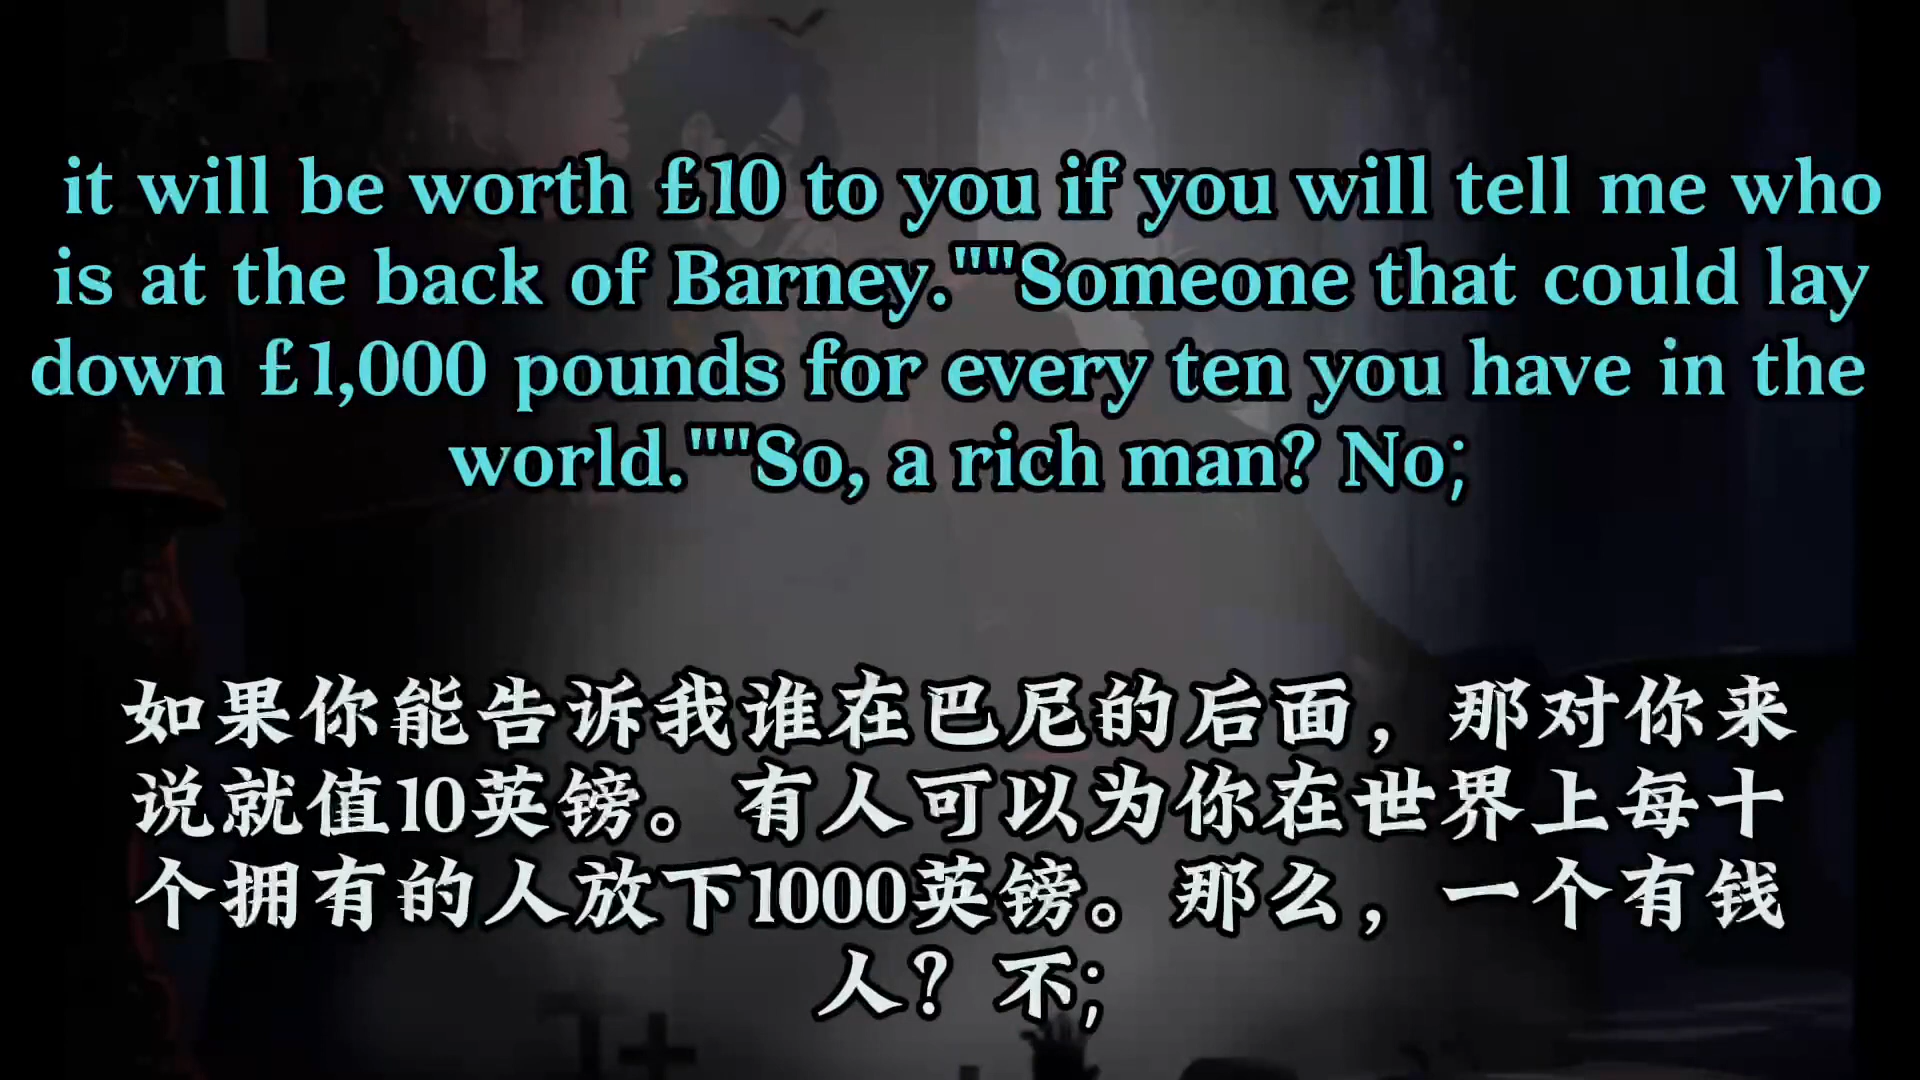 it will be worth £10 to you if you will tell me who
is at the back of Barney.""Someone that could lay
down £1,000 pounds for every ten you have in the
world.""So, a rich man? No;
如果你能告诉我谁在巴尼的后面，那对你来
说就值10英镑。有人可以为你在世界上每十
个拥有的人放下1000英镑。那么，一个有钱
人？不;